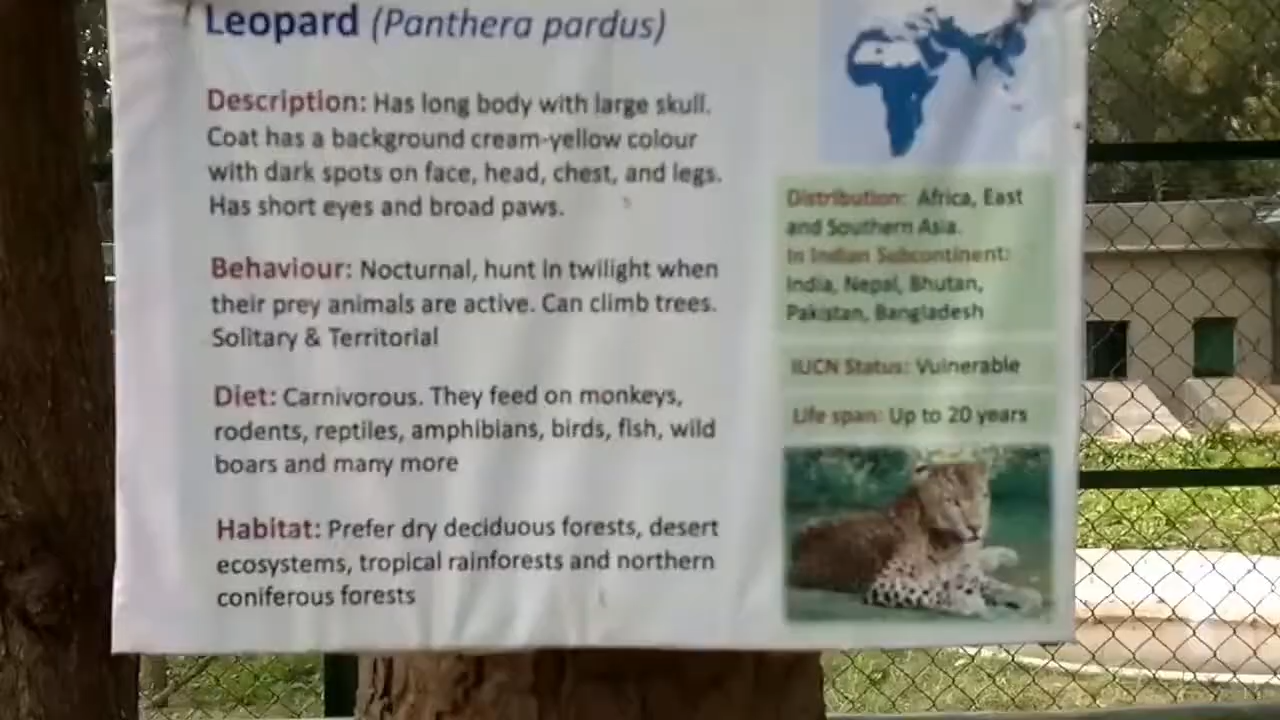 Leopard (Panthera pardus)
Description: Has long body with large skull.
Coat has a background cream-yellow colour
with dark spots on face, head, chest, and legs.
Has short eyes and broad paws.
Behaviour: Nocturnal, hunt in twilight when
their prey animals are active. Can climb trees.
Solitary & Territorial
Diet: Carnivorous. They feed on monkeys,
rodents, reptiles, amphibians, birds, fish, wild
boars and many more
Habitat: Prefer dry deciduous forests, desert
ecosystems, tropical rainforests and northern
coniferous forests
Distribution: Africa, East
and Southern Asia.
In Indian Subcontinent:
India, Nepal, Bhutan,
Pakistan, Bangladesh
IUCN Status: Vulnerable
Life span: Up to 20 years